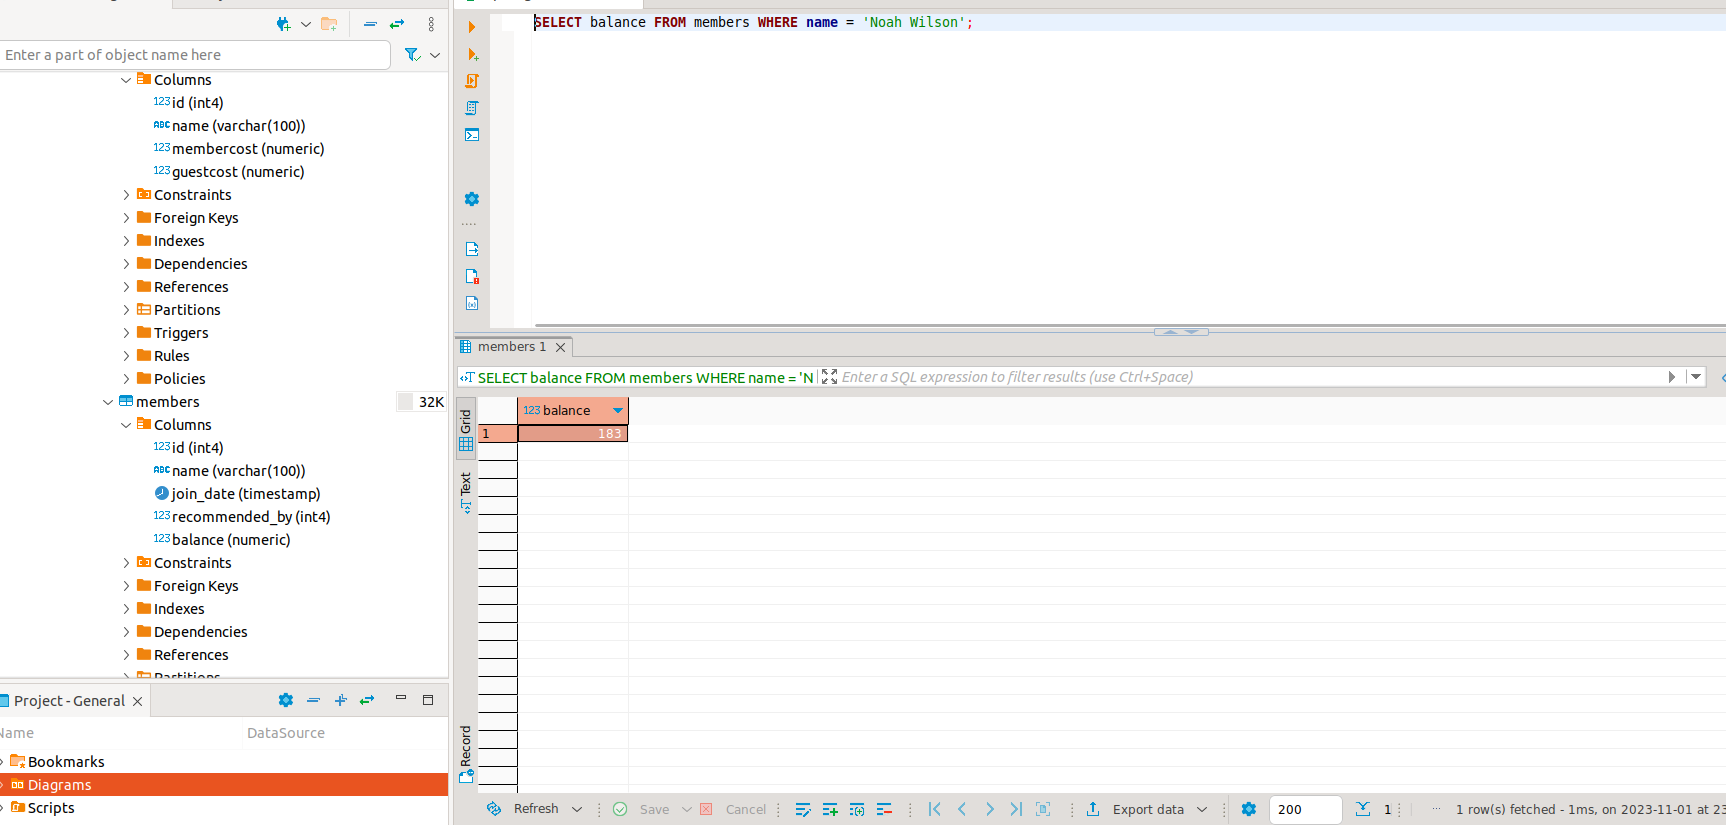 Enter a part of object name here
Columns
123 id (int4)
ABC name (varchar(100))
123 membercost (numeric)
123 guestcost (numeric)
Constraints
Foreign Keys
Indexes
Dependencies
References
Partitions
Triggers
Rules
Policies
members 32K
Columns
123 id (int4)
ABC name (varchar(100))
join_date (timestamp)
123 recommended_by (int4)
123 balance (numeric)
Constraints
Foreign Keys
Indexes
Dependencies
References
Partitions
Project - General
Name DataSource
Bookmarks
Diagrams
Scripts
SELECT balance FROM members WHERE name = 'Noah Wilson';
members 1
SELECT balance FROM members WHERE name = 'N
Enter a SQL expression to filter results (use Ctrl+Space)
Grid
Text
Record
123 balance
1 183
Refresh Save Cancel Export data 200 1 ... 1 row(s) fetched - 1ms, on 2023-11-01 at 23